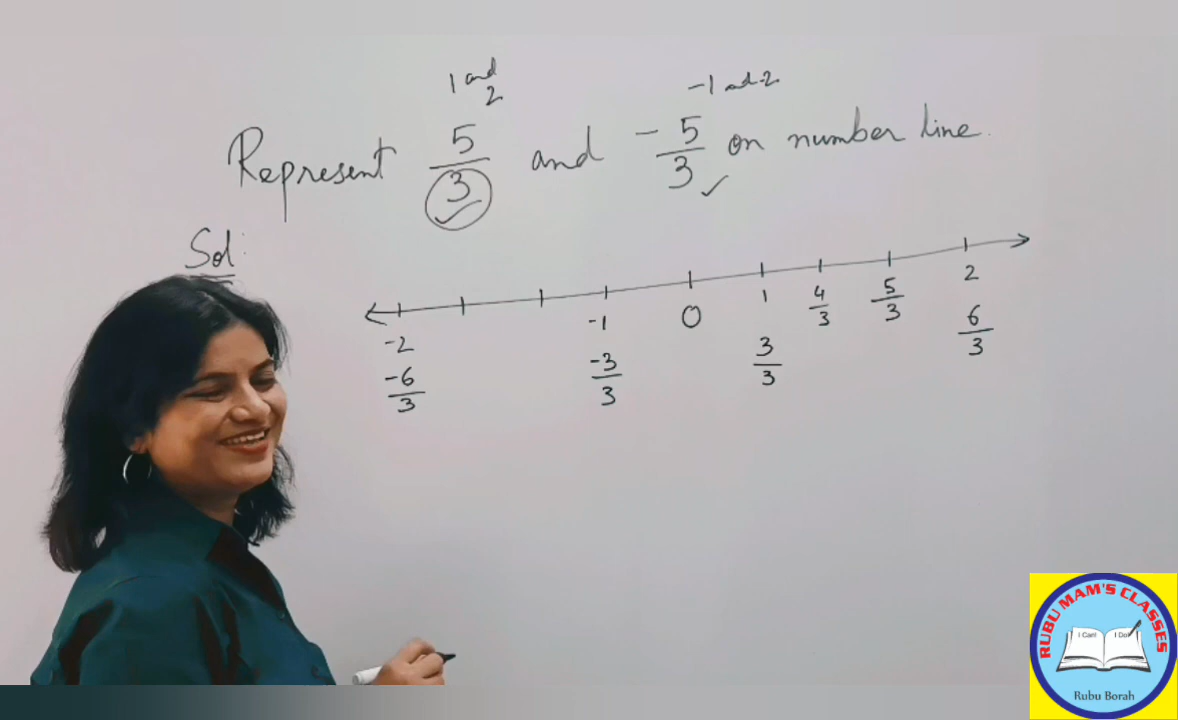 1 and 2
-1 and -2
Represent 5/3 and -5/3 on number line.
Sol:
-2 -1 0 1 4/3 5/3 2
-6/3 -3/3 3/3 6/3
RUBU MAM'S CLASSES
I Can! I Do!
Rubu Borah